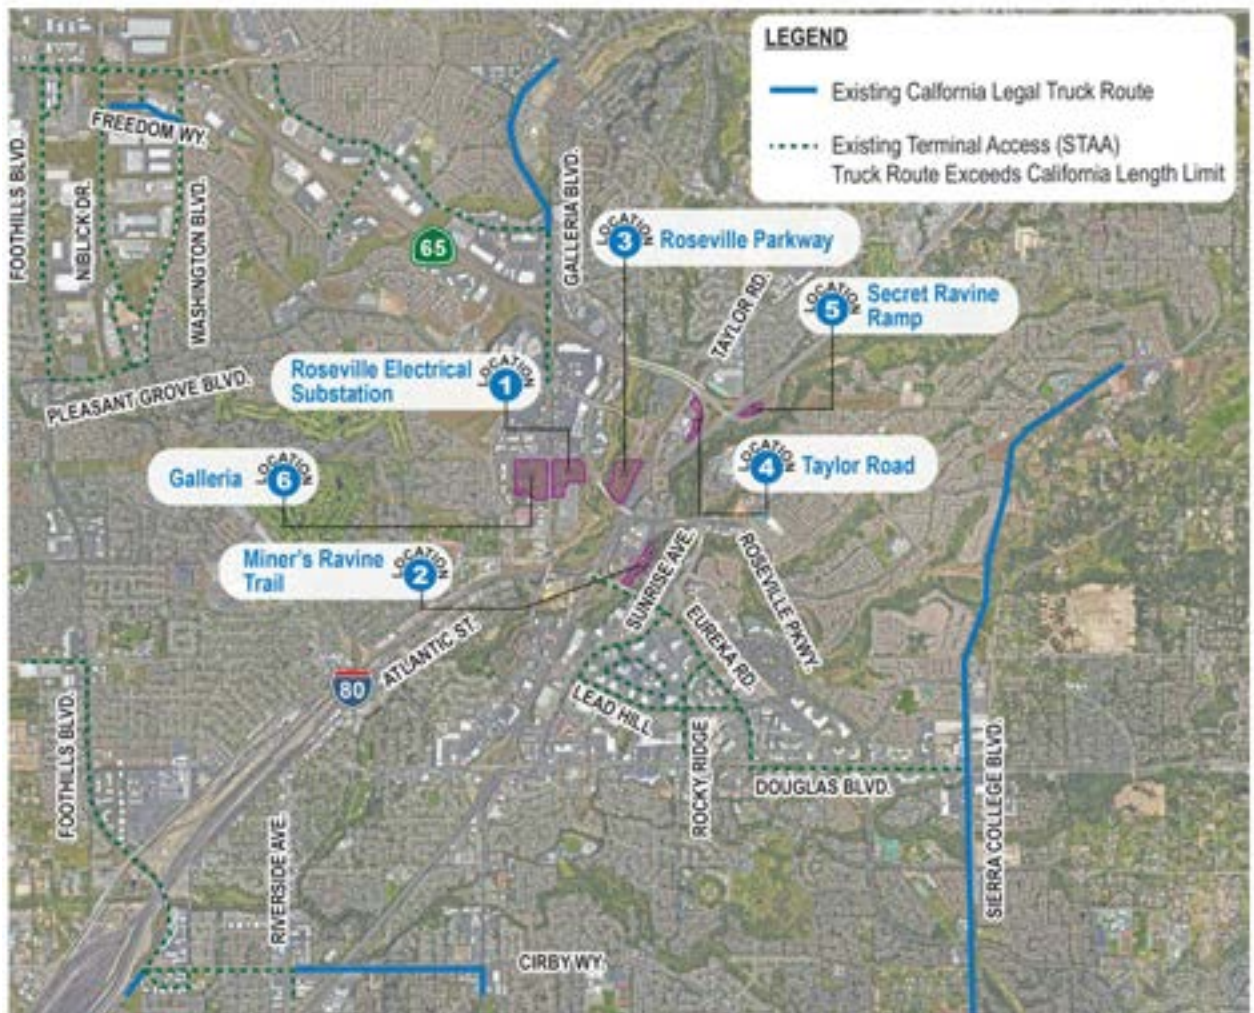 LEGEND
Existing Calfornia Legal Truck Route
Existing Terminal Access (STAA)
Truck Route Exceeds California Length Limit
FREEDOM WY.
FOOTHILLS BLVD.
NIBLICK DR.
WASHINGTON BLVD.
65
GALLERIA BLVD.
LOCATION
3
Roseville Parkway
TAYLOR RD.
LOCATION
5
Secret Ravine
Ramp
Roseville Electrical
Substation
LOCATION
1
PLEASANT GROVE BLVD.
Galleria
LOCATION
6
LOCATION
4
Taylor Road
Miner's Ravine
Trail
LOCATION
2
SUNRISE AVE.
ROSEVILLE PKWY.
EUREKA RD.
ATLANTIC ST.
80
LEAD HILL
FOOTHILLS BLVD.
ROCKY RIDGE
DOUGLAS BLVD.
SIERRA COLLEGE BLVD.
RIVERSIDE AVE.
CIRBY WY.